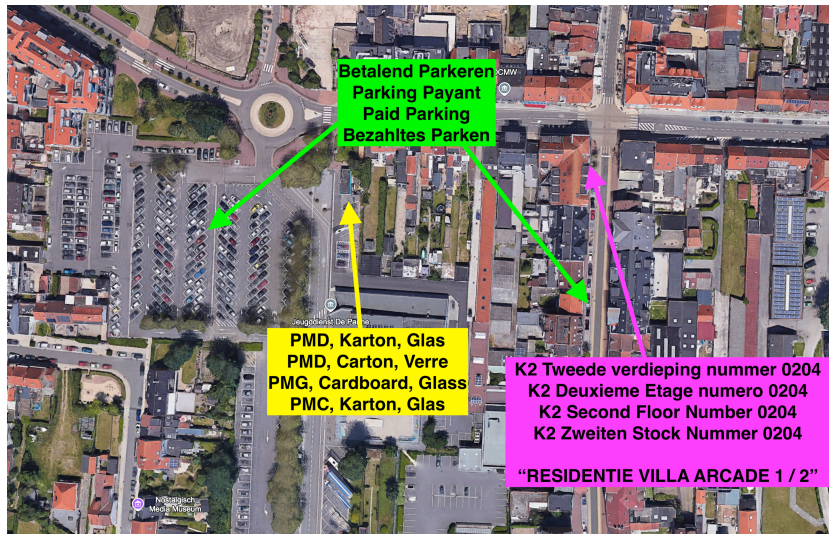 OCMW
Betalend Parkeren
Parking Payant
Paid Parking
Bezahltes Parken
Jeugddienst De Paghe
PMD, Karton, Glas
PMD, Carton, Verre
PMG, Cardboard, Glass
PMC, Karton, Glas
K2 Tweede verdieping nummer 0204
K2 Deuxieme Etage numero 0204
K2 Second Floor Number 0204
K2 Zweiten Stock Nummer 0204
“RESIDENTIE VILLA ARCADE 1 / 2”
Nostalgisch
Media Museum